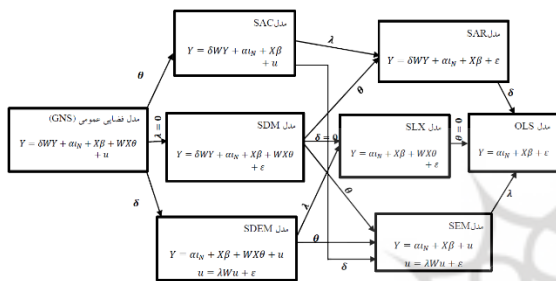 مدل SAC
Y = δWY + αι_N + Xβ
+ u
مدل SAR
Y = δWY + αι_N + Xβ + ε
مدل فضایی عمومی (GNS)
Y = δWY + αι_N + Xβ + WXθ
+ u
مدل SDM
Y = δWY + αι_N + Xβ + WXθ
+ ε
مدل SLX
Y = αι_N + Xβ + WXθ
+ ε
مدل OLS
Y = αι_N + Xβ + ε
مدل SDEM
Y = αι_N + Xβ + WXθ + u
u = λWu + ε
مدل SEM
Y = αι_N + Xβ + u
u = λWu + ε
θ
λ = 0
δ
λ
θ
δ = 0
θ
λ
θ
δ
δ
θ = 0
λ